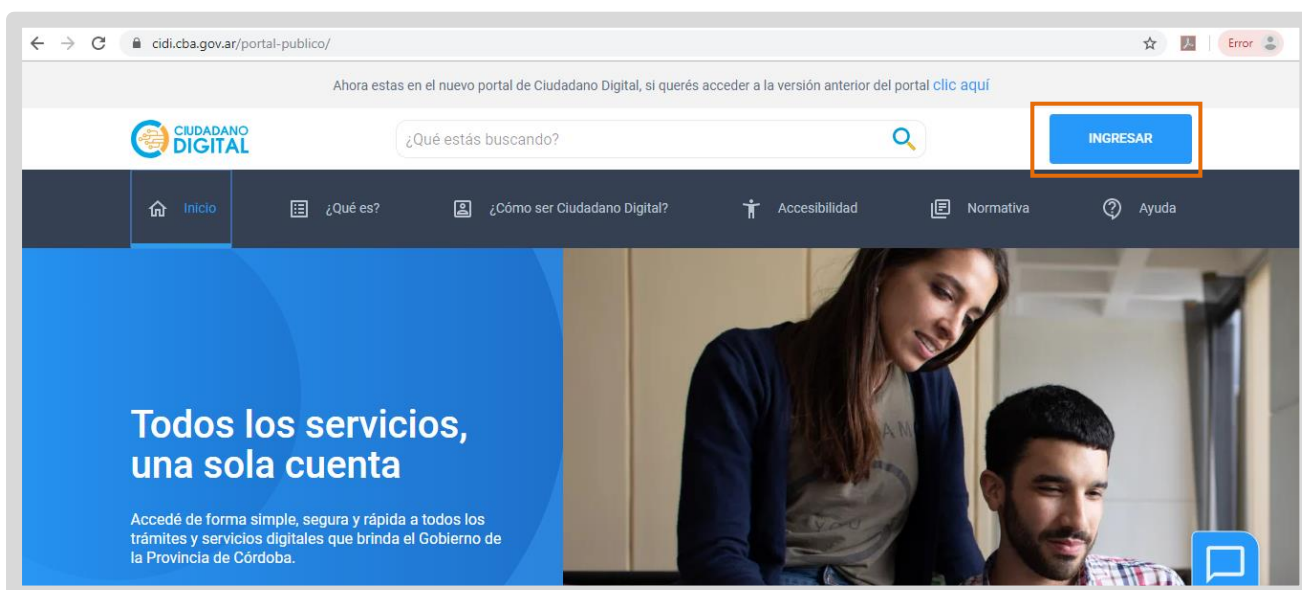 cidi.cba.gov.ar/portal-publico/
Error
Ahora estas en el nuevo portal de Ciudadano Digital, si querés acceder a la versión anterior del portal clic aquí
CIUDADANO
DIGITAL
¿Qué estás buscando?
INGRESAR
Inicio
¿Qué es?
¿Cómo ser Ciudadano Digital?
Accesibilidad
Normativa
Ayuda
Todos los servicios,
una sola cuenta
Accedé de forma simple, segura y rápida a todos los
trámites y servicios digitales que brinda el Gobierno de
la Provincia de Córdoba.